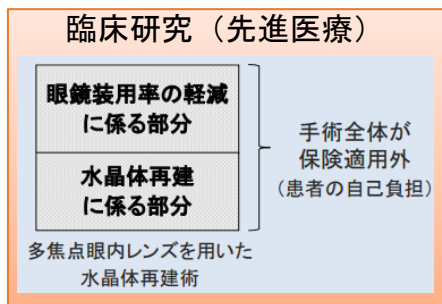 臨床研究（先進医療）
眼鏡装用率の軽減
に係る部分
水晶体再建
に係る部分
手術全体が
保険適用外
（患者の自己負担）
多焦点眼内レンズを用いた
水晶体再建術